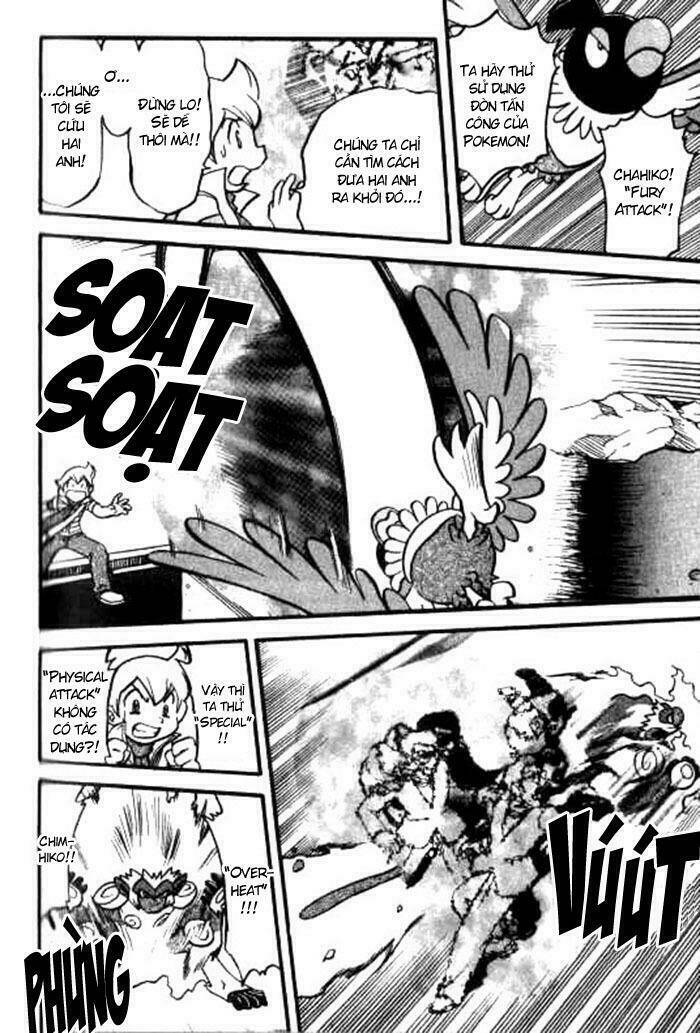 TA HÃY THỬ
SỬ DỤNG
ĐÒN TẤN
CÔNG CỦA
POKEMON!
CHAHIKO!
"FURY
ATTACK"!
CHÚNG TA CHỈ
CẦN TÌM CÁCH
ĐƯA HAI ANH
RA KHỎI ĐÓ...!
Ơ...
ĐỪNG LO!
SẼ DỄ
THÔI MÀ!!
...CHÚNG
TÔI SẼ
CỨU
HAI
ANH!
SOẠT
SOẠT
VÚÚT
VẬY THÌ
TA THỬ
"SPECIAL"
!!
"PHYSICAL
ATTACK"
KHÔNG
CÓ TÁC
DỤNG?!
CHIM-
HIKO!!
"OVER-
HEAT"
!!!
PHỪNG